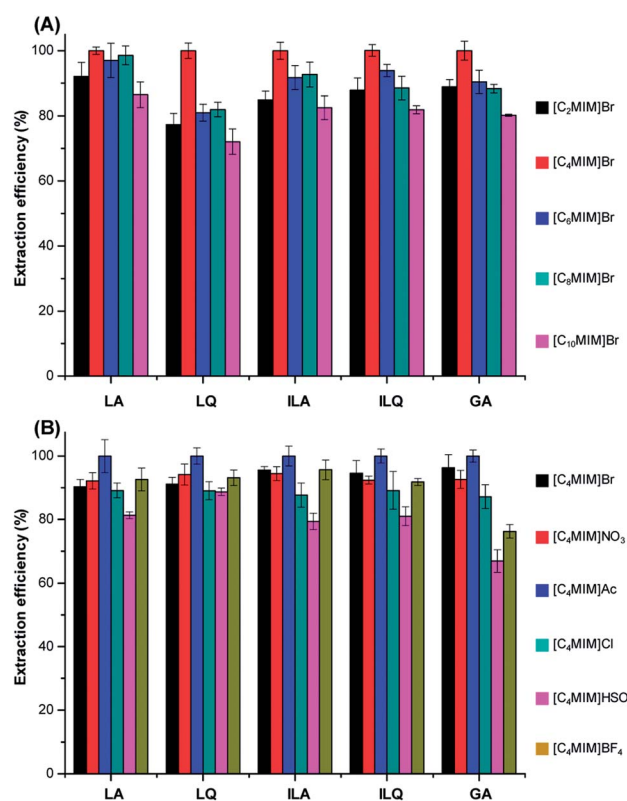 (A)
Extraction efficiency (%)
100
80
60
40
20
0
LA LQ ILA ILQ GA
[C₂MIM]Br
[C₄MIM]Br
[C₆MIM]Br
[C₈MIM]Br
[C₁₀MIM]Br
(B)
Extraction efficiency (%)
100
80
60
40
20
0
LA LQ ILA ILQ GA
[C₄MIM]Br
[C₄MIM]NO₃
[C₄MIM]Ac
[C₄MIM]Cl
[C₄MIM]HSO
[C₄MIM]BF₄